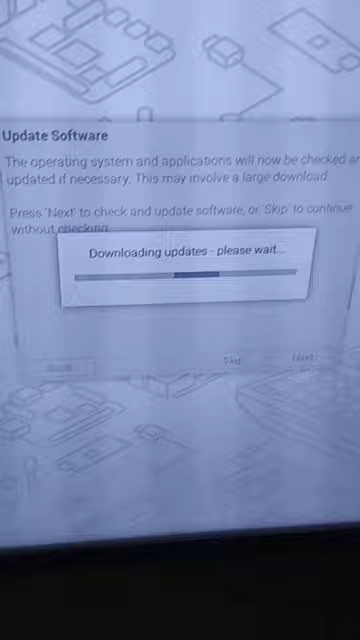 Update Software
The operating system and applications will now be checked an
updated if necessary. This may involve a large download.
Press 'Next' to check and update software, or 'Skip' to continue
without checking.
Downloading updates - please wait...
Skip
Next